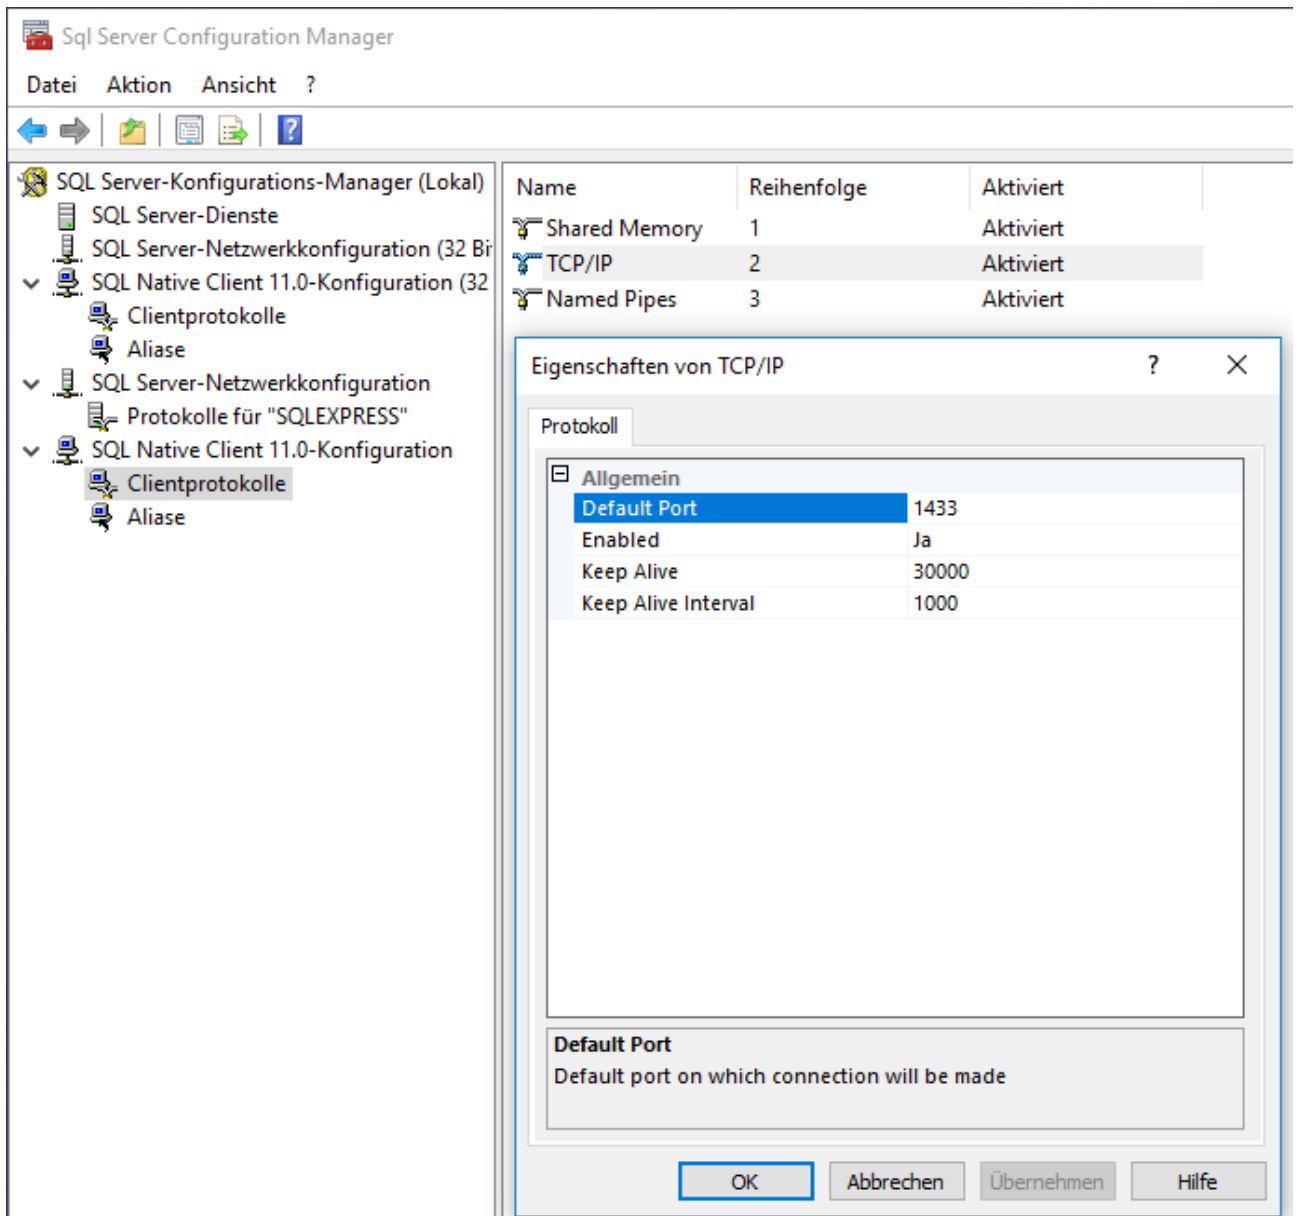 Sql Server Configuration Manager
Datei Aktion Ansicht ?
?
SQL Server-Konfigurations-Manager (Lokal)
SQL Server-Dienste
SQL Server-Netzwerkkonfiguration (32 Bi
SQL Native Client 11.0-Konfiguration (32
Clientprotokolle
Aliase
SQL Server-Netzwerkkonfiguration
Protokolle für "SQLEXPRESS"
SQL Native Client 11.0-Konfiguration
Clientprotokolle
Aliase
Name Reihenfolge Aktiviert
Shared Memory 1 Aktiviert
TCP/IP 2 Aktiviert
Named Pipes 3 Aktiviert
Eigenschaften von TCP/IP ?
Protokoll
Allgemein
Default Port 1433
Enabled Ja
Keep Alive 30000
Keep Alive Interval 1000
Default Port
Default port on which connection will be made
OK Abbrechen Übernehmen Hilfe